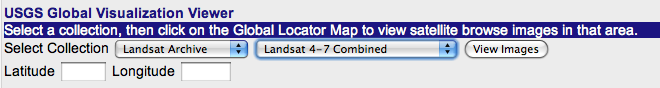 USGS Global Visualization Viewer
Select a collection, then click on the Global Locator Map to view satellite browse images in that area.
Select Collection Landsat Archive Landsat 4-7 Combined View Images
Latitude Longitude